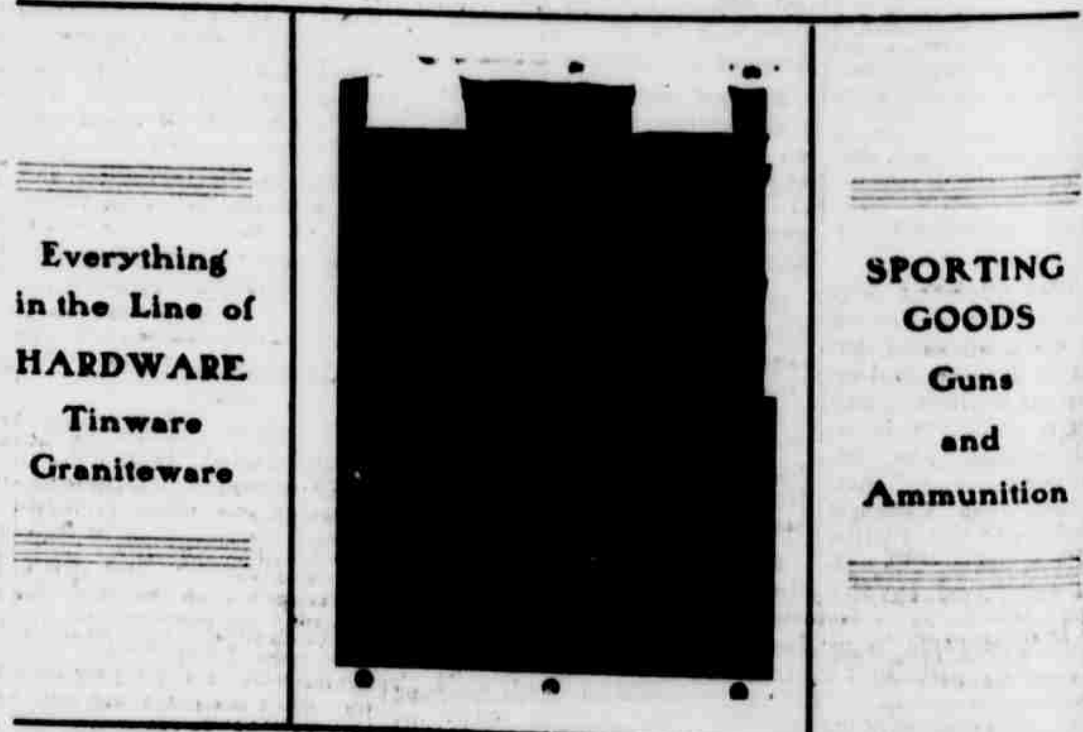 Everything
in the Line of
HARDWARE
Tinware
Graniteware
SPORTING
GOODS
Guns
and
Ammunition